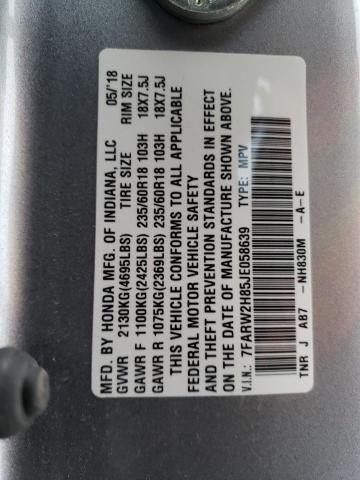 MFD. BY HONDA MFG. OF INDIANA, LLC 05/'18
GVWR 2130KG(4695LBS) TIRE SIZE RIM SIZE
GAWR F 1100KG(2425LBS) 235/60R18 103H 18X7.5J
GAWR R 1075KG(2369LBS) 235/60R18 103H 18X7.5J
THIS VEHICLE CONFORMS TO ALL APPLICABLE
FEDERAL MOTOR VEHICLE SAFETY
AND THEFT PREVENTION STANDARDS IN EFFECT
ON THE DATE OF MANUFACTURE SHOWN ABOVE.
V.I.N.: 7FARW2H85JE058639 TYPE: MPV
TNR J AB7 -NH830M -A-E